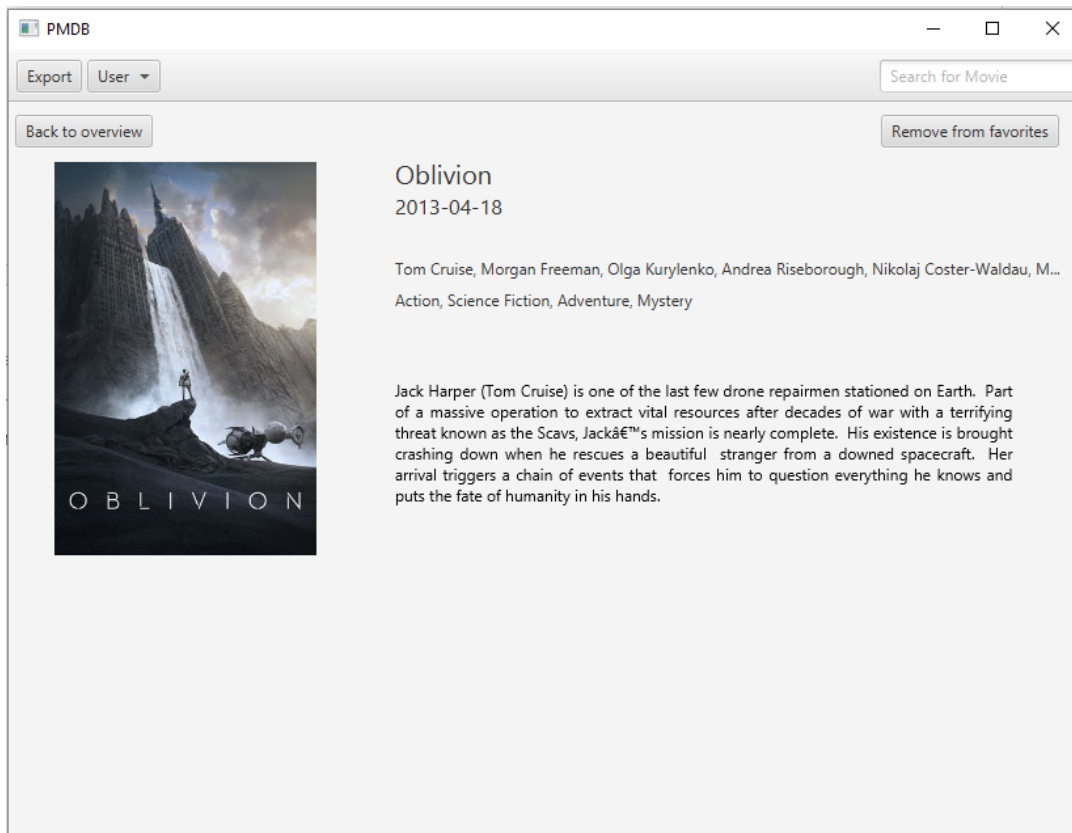 PMDB
Export User Search for Movie
Back to overview Remove from favorites
Oblivion
2013-04-18
Tom Cruise, Morgan Freeman, Olga Kurylenko, Andrea Riseborough, Nikolaj Coster-Waldau, M...
Action, Science Fiction, Adventure, Mystery
Jack Harper (Tom Cruise) is one of the last few drone repairmen stationed on Earth.  Part
of a massive operation to extract vital resources after decades of war with a terrifying
threat known as the Scavs, Jackâ€™s mission is nearly complete.  His existence is brought
crashing down when he rescues a beautiful  stranger from a downed spacecraft.  Her
arrival triggers a chain of events that  forces him to question everything he knows and
puts the fate of humanity in his hands.
OBLIVION